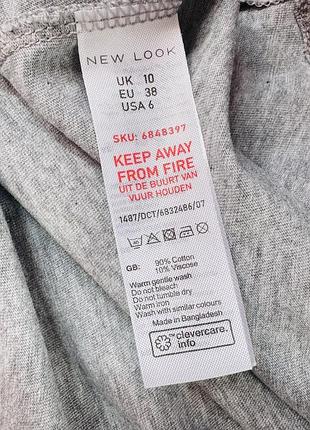 NEW LOOK
UK 10
EU 38
USA 6
SKU: 6848397
KEEP AWAY
FROM FIRE
UIT DE BUURT VAN
VUUR HOUDEN
1487/DCT/6832486/07
GB: 90% Cotton
10% Viscose
Warm gentle wash
Do not bleach
Do not tumble dry
Warm iron
Wash with similar colours
Made in Bangladesh
clevercare.
info